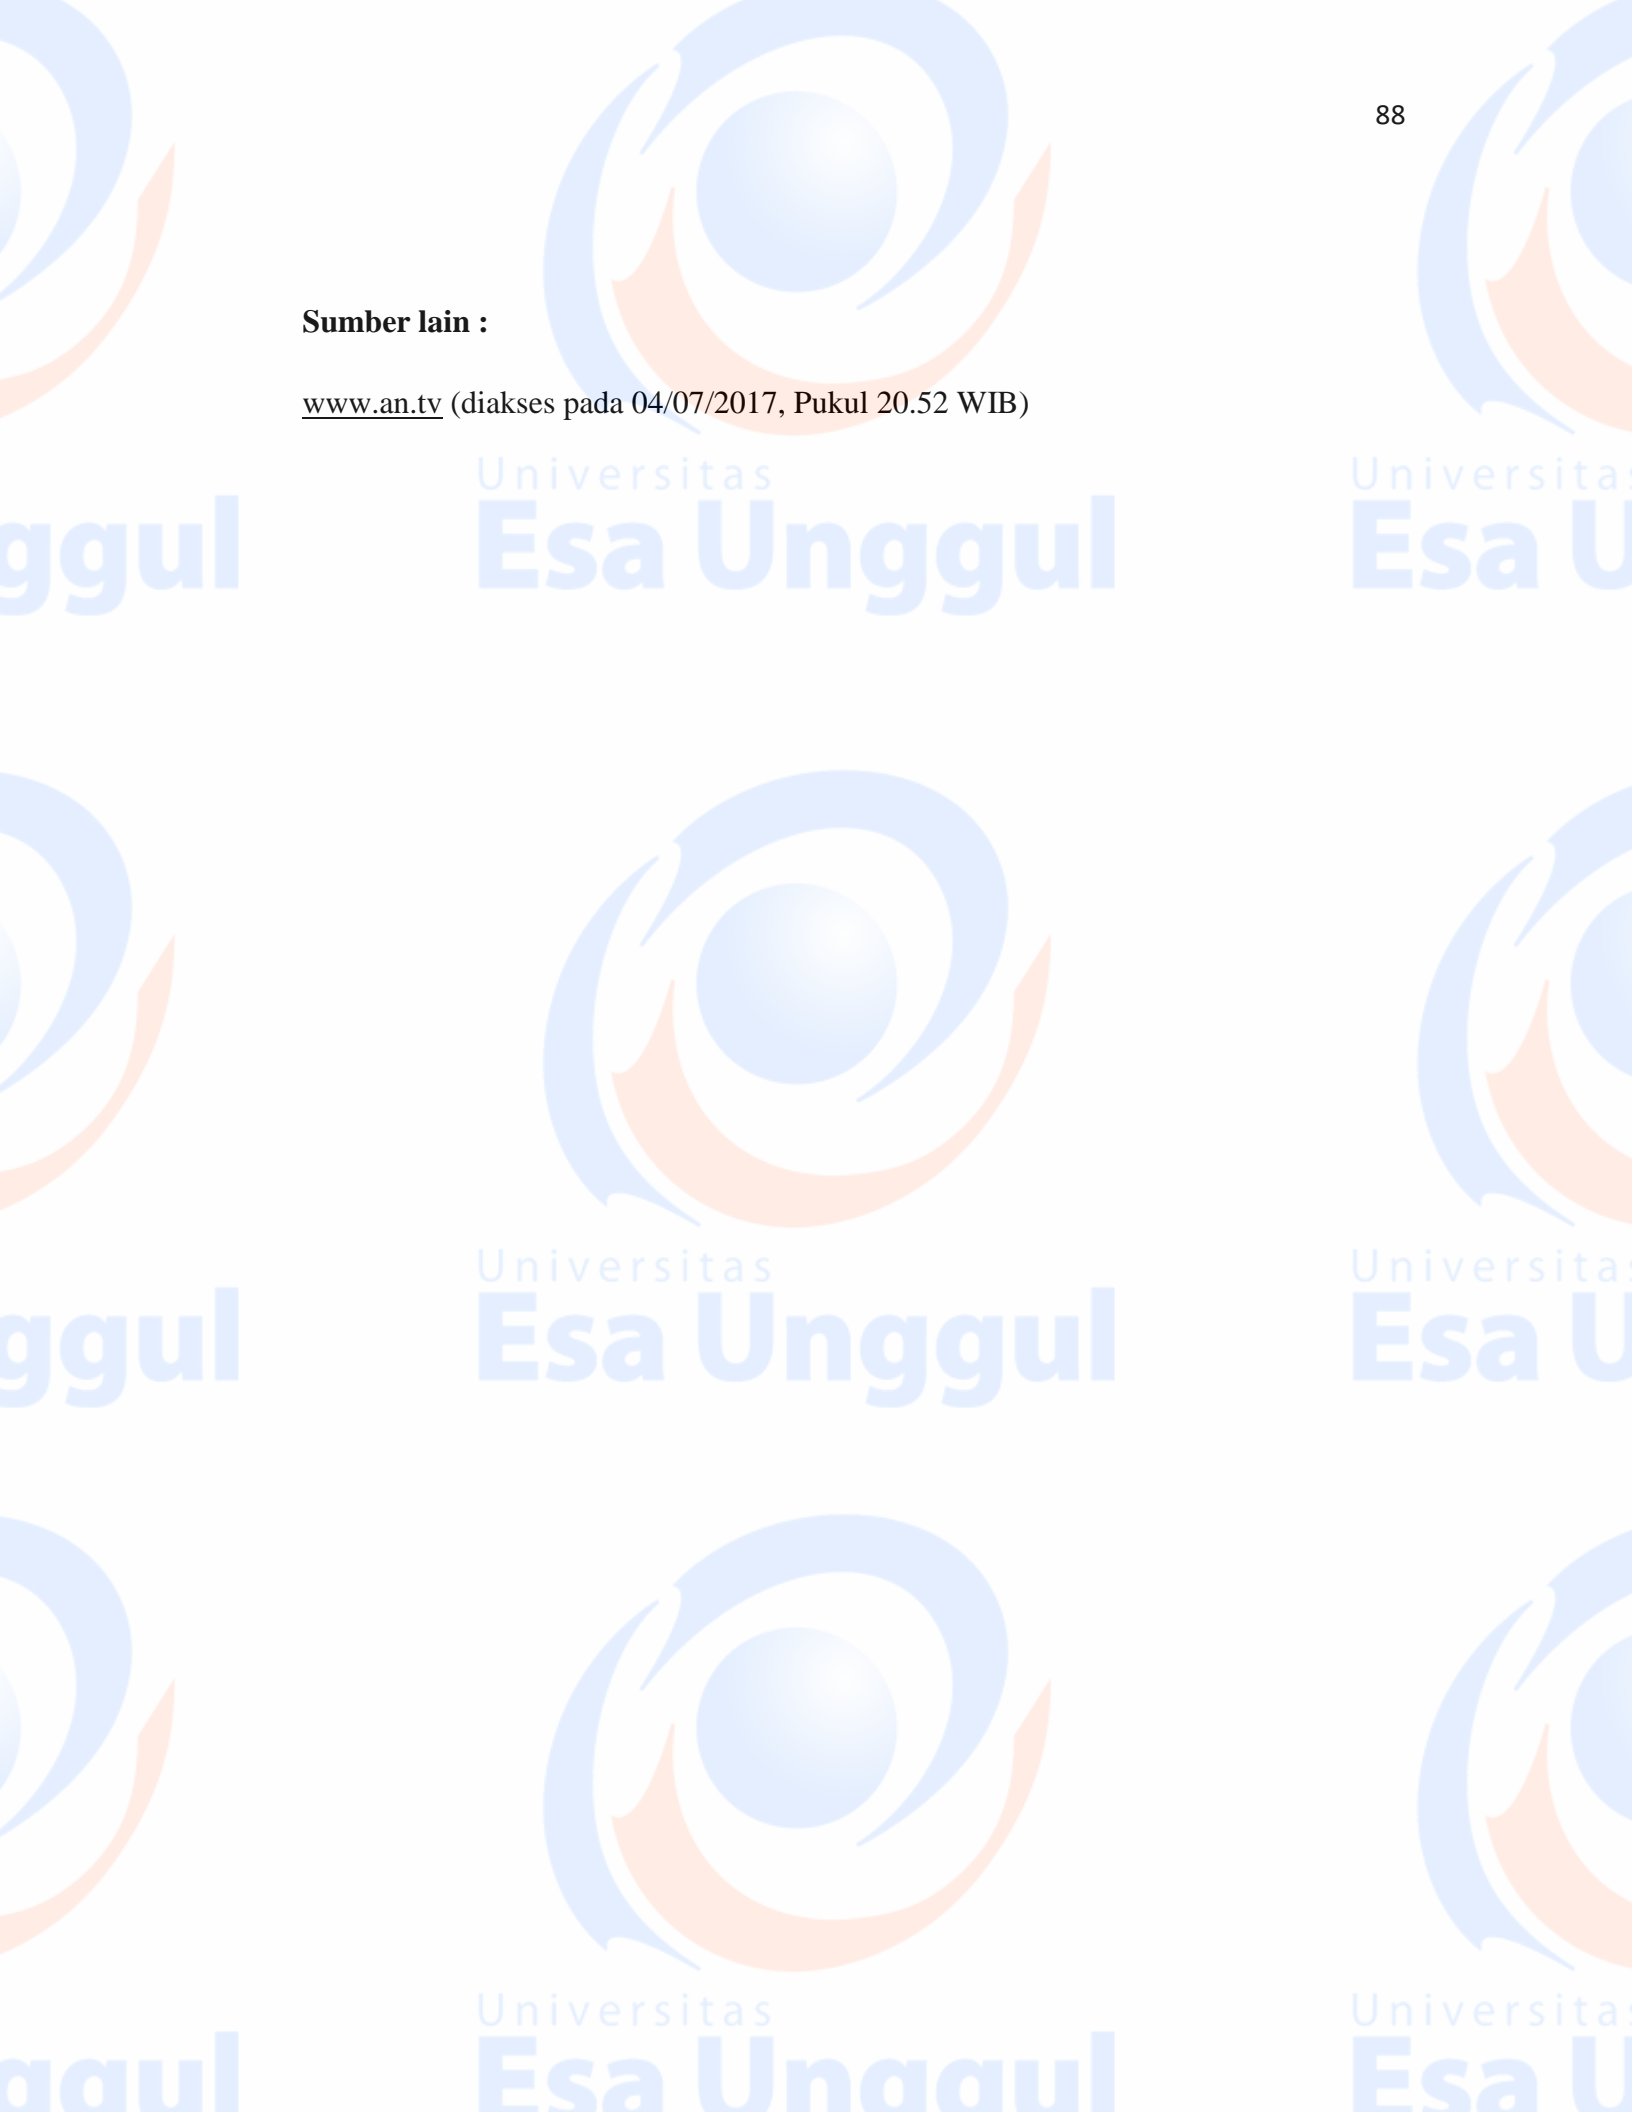 88
Sumber lain :
www.an.tv (diakses pada 04/07/2017, Pukul 20.52 WIB)
Universitas
Esa Unggul
Universitas
Esa Unggul
Universitas
Esa Unggul